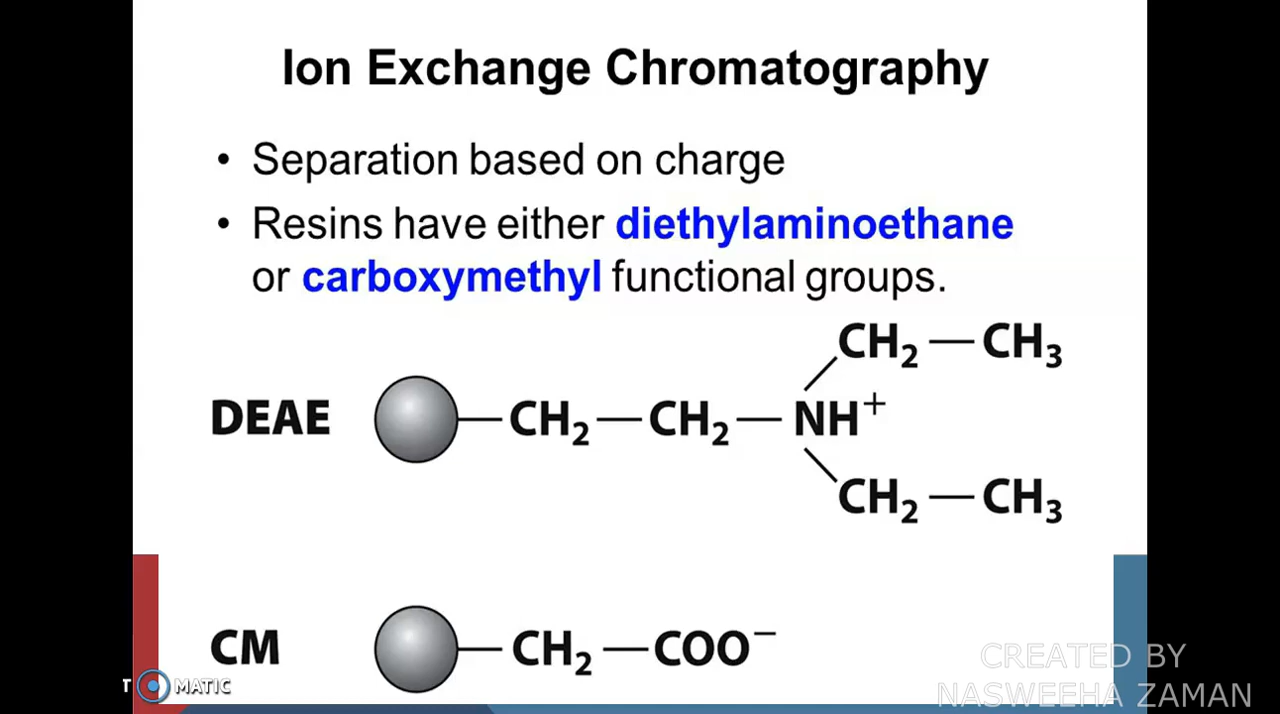 Ion Exchange Chromatography
• Separation based on charge
• Resins have either diethylaminoethane
or carboxymethyl functional groups.
CH₂—CH₃
DEAE —CH₂—CH₂—NH⁺
CH₂—CH₃
CM —CH₂—COO⁻
T MATIC
CREATED BY
NASWEEHA ZAMAN